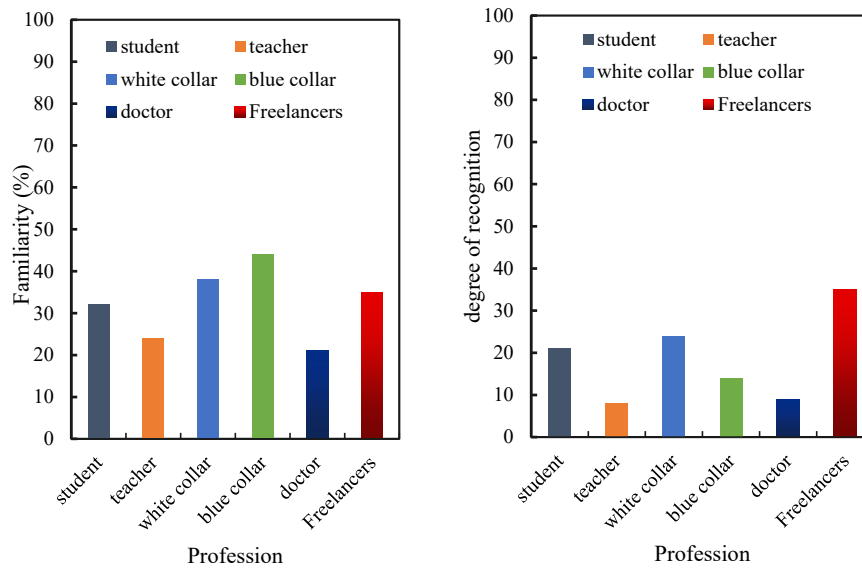 100
90
80
70
60
50
40
30
20
10
0
Familiarity (%)
student teacher
white collar blue collar
doctor Freelancers
student
teacher
white collar
blue collar
doctor
Freelancers
Profession
100
90
80
70
60
50
40
30
20
10
0
degree of recognition
student teacher
white collar blue collar
doctor Freelancers
student
teacher
white collar
blue collar
doctor
Freelancers
Profession